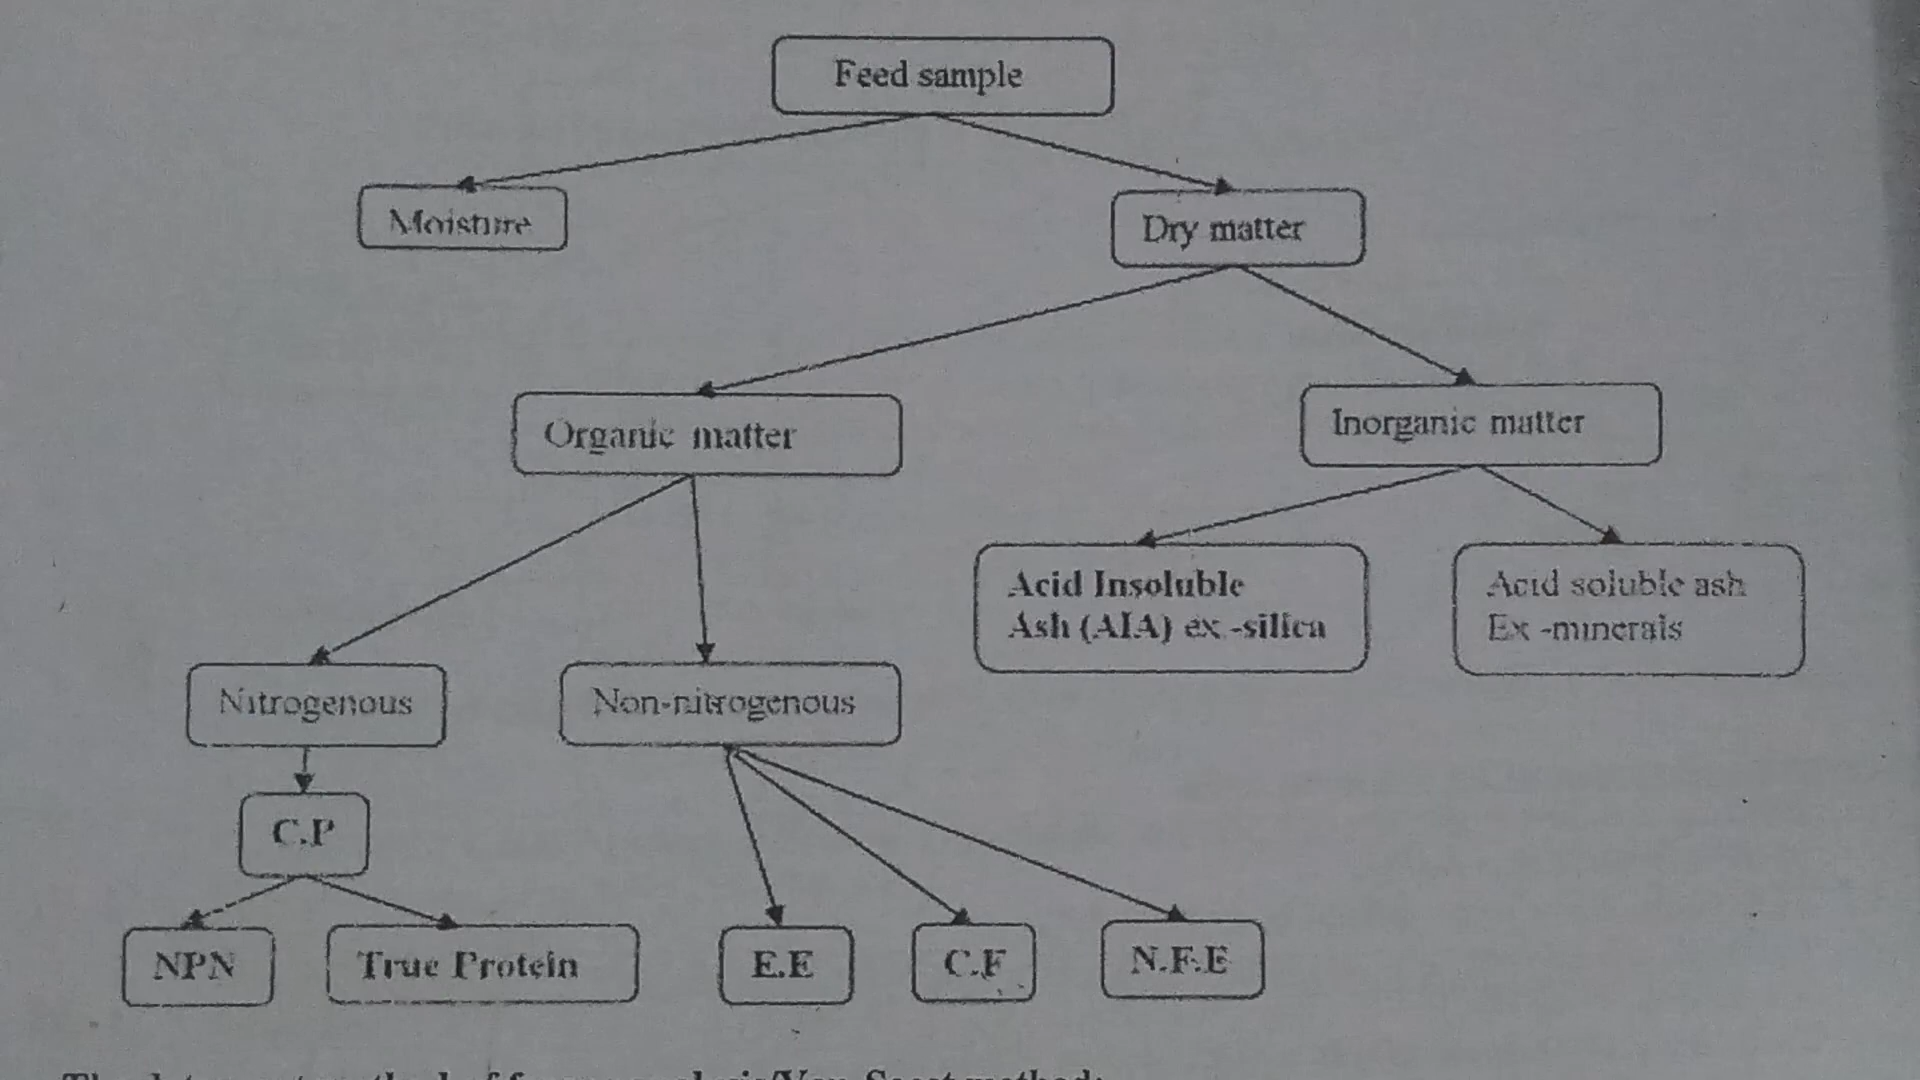 Feed sample
Moisture
Dry matter
Organic matter
Inorganic matter
Acid Insoluble
Ash (AIA) ex -silica
Acid soluble ash
Ex -minerals
Nitrogenous
Non-nitrogenous
C.P
NPN
True Protein
E.E
C.F
N.F.E